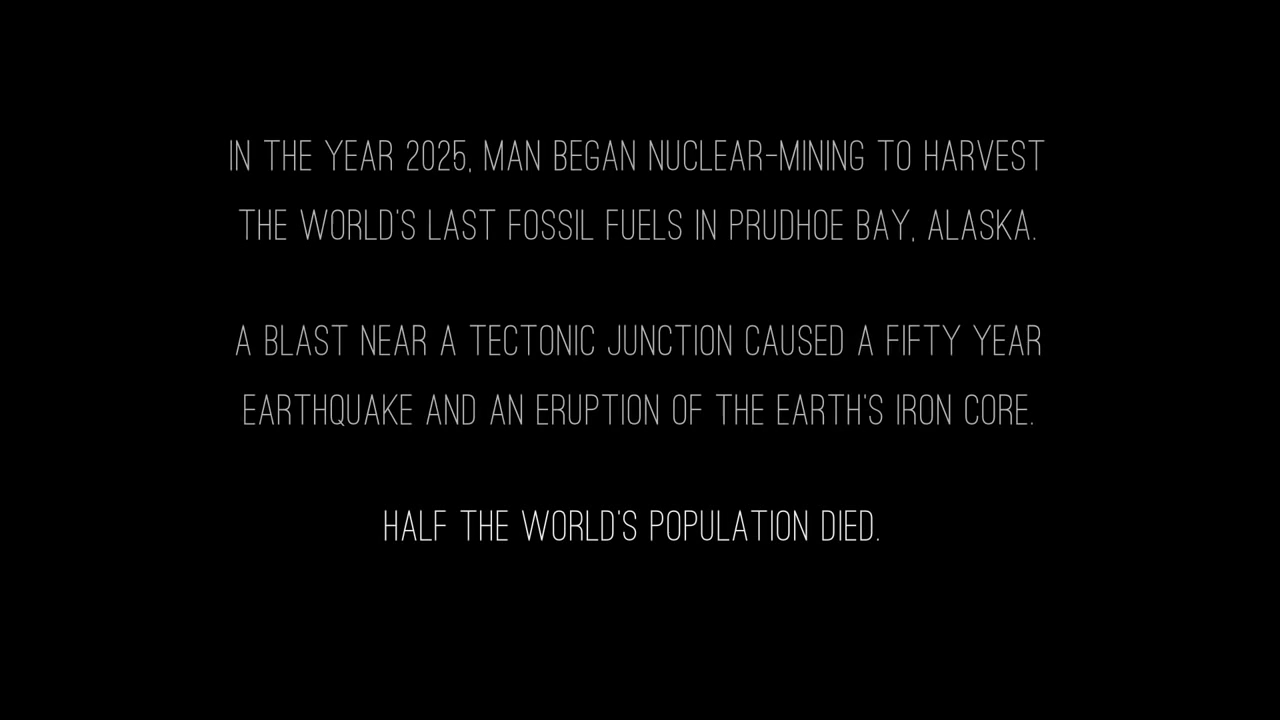 IN THE YEAR 2025, MAN BEGAN NUCLEAR-MINING TO HARVEST
THE WORLD'S LAST FOSSIL FUELS IN PRUDHOE BAY, ALASKA.
A BLAST NEAR A TECTONIC JUNCTION CAUSED A FIFTY YEAR
EARTHQUAKE AND AN ERUPTION OF THE EARTH'S IRON CORE.
HALF THE WORLD'S POPULATION DIED.